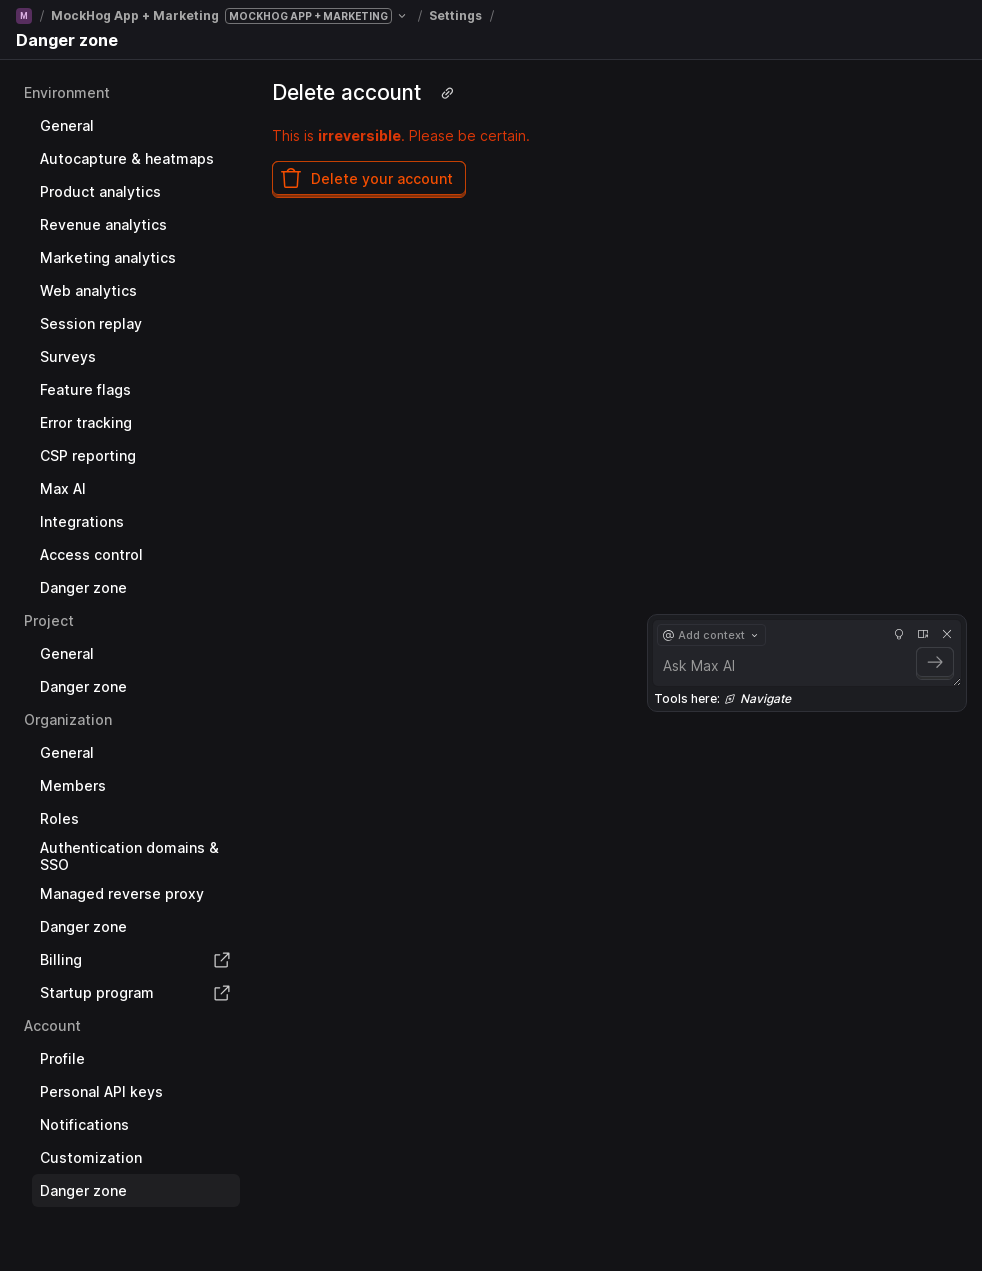 M / MockHog App + Marketing MOCKHOG APP + MARKETING / Settings /
Danger zone
Environment
General
Autocapture & heatmaps
Product analytics
Revenue analytics
Marketing analytics
Web analytics
Session replay
Surveys
Feature flags
Error tracking
CSP reporting
Max AI
Integrations
Access control
Danger zone
Project
General
Danger zone
Organization
General
Members
Roles
Authentication domains &
SSO
Managed reverse proxy
Danger zone
Billing
Startup program
Account
Profile
Personal API keys
Notifications
Customization
Danger zone
Delete account
This is irreversible. Please be certain.
Delete your account
@ Add context
Ask Max AI
Tools here: Navigate